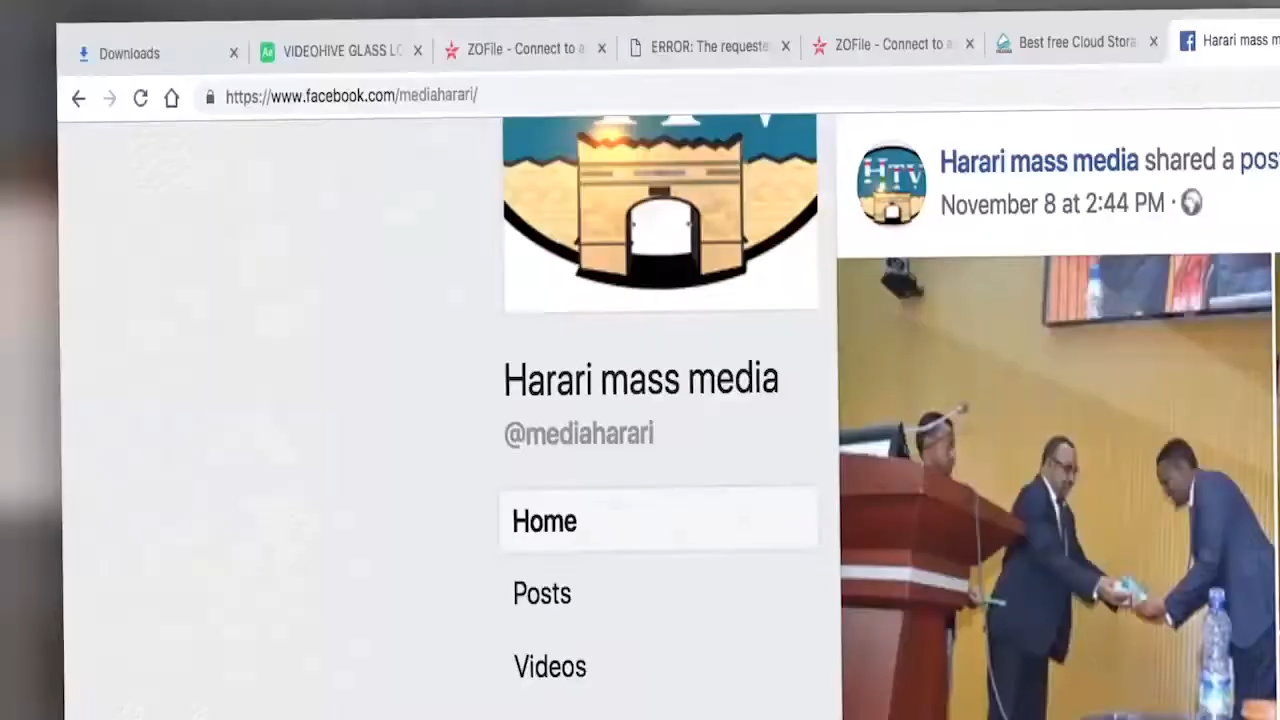 Downloads
VIDEOHIVE GLASS LO
ZOFile - Connect to a
ERROR: The requeste
ZOFile - Connect to a
Best free Cloud Stora
Harari mass m
https://www.facebook.com/mediaharari/
HTV
Harari mass media shared a pos
November 8 at 2:44 PM
Harari mass media
@mediaharari
Home
Posts
Videos